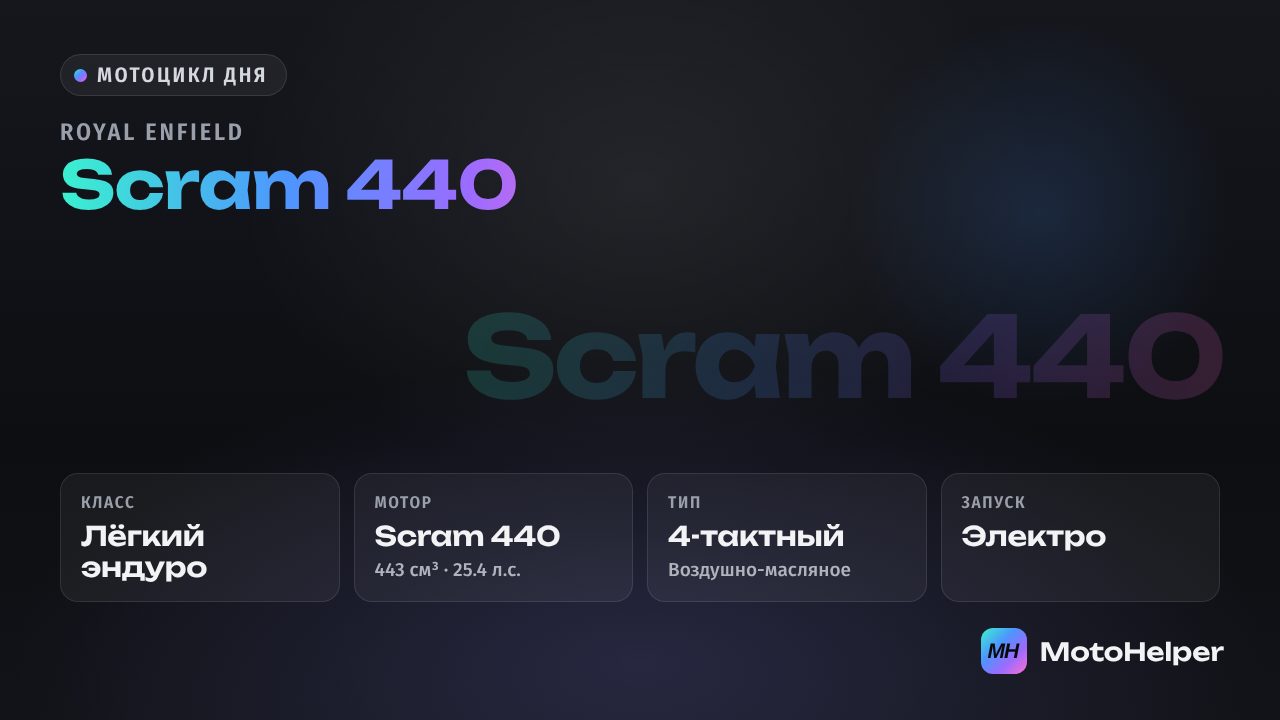 МОТОЦИКЛ ДНЯ
ROYAL ENFIELD
Scram 440
Scram 440
КЛАСС
Лёгкий
эндуро
МОТОР
Scram 440
443 см³ · 25.4 л.с.
ТИП
4-тактный
Воздушно-масляное
ЗАПУСК
Электро
MH MotoHelper